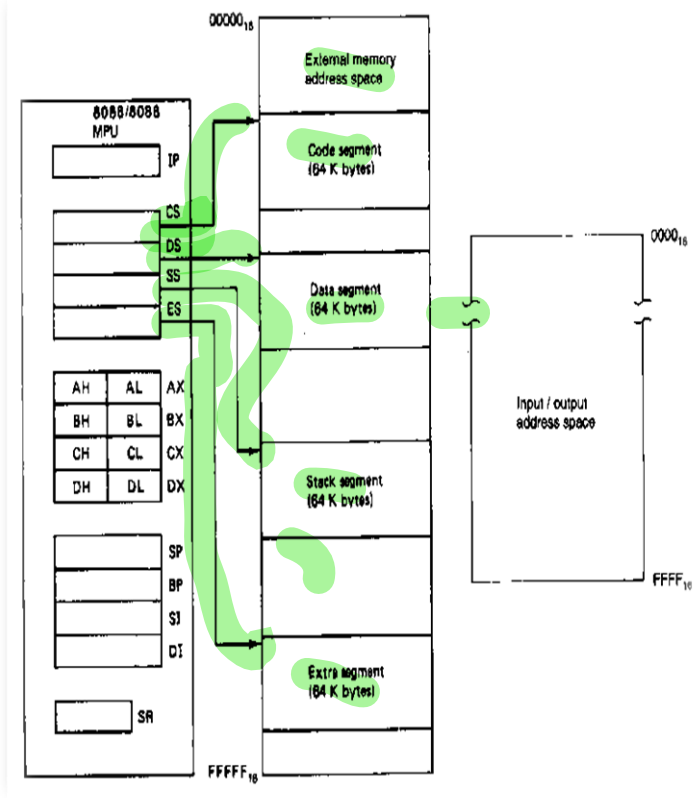 00000₁₆
External memory
address space
8088/8086
MPU
IP
Code segment
(64 K bytes)
CS
DS
SS
ES
Data segment
(64 K bytes)
0000₁₆
AH AL AX
BH BL BX
CH CL CX
DH DL DX
Input / output
address space
Stack segment
(64 K bytes)
SP
BP
SI
DI
FFFF₁₆
Extra segment
(64 K bytes)
SR
FFFFF₁₆